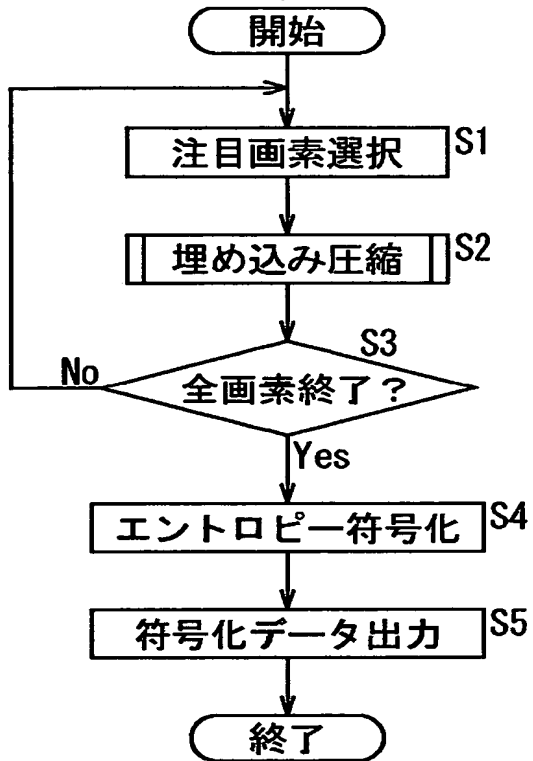 開始
注目画素選択 S1
埋め込み圧縮 S2
S3
No 全画素終了？
Yes
エントロピー符号化 S4
符号化データ出力 S5
終了